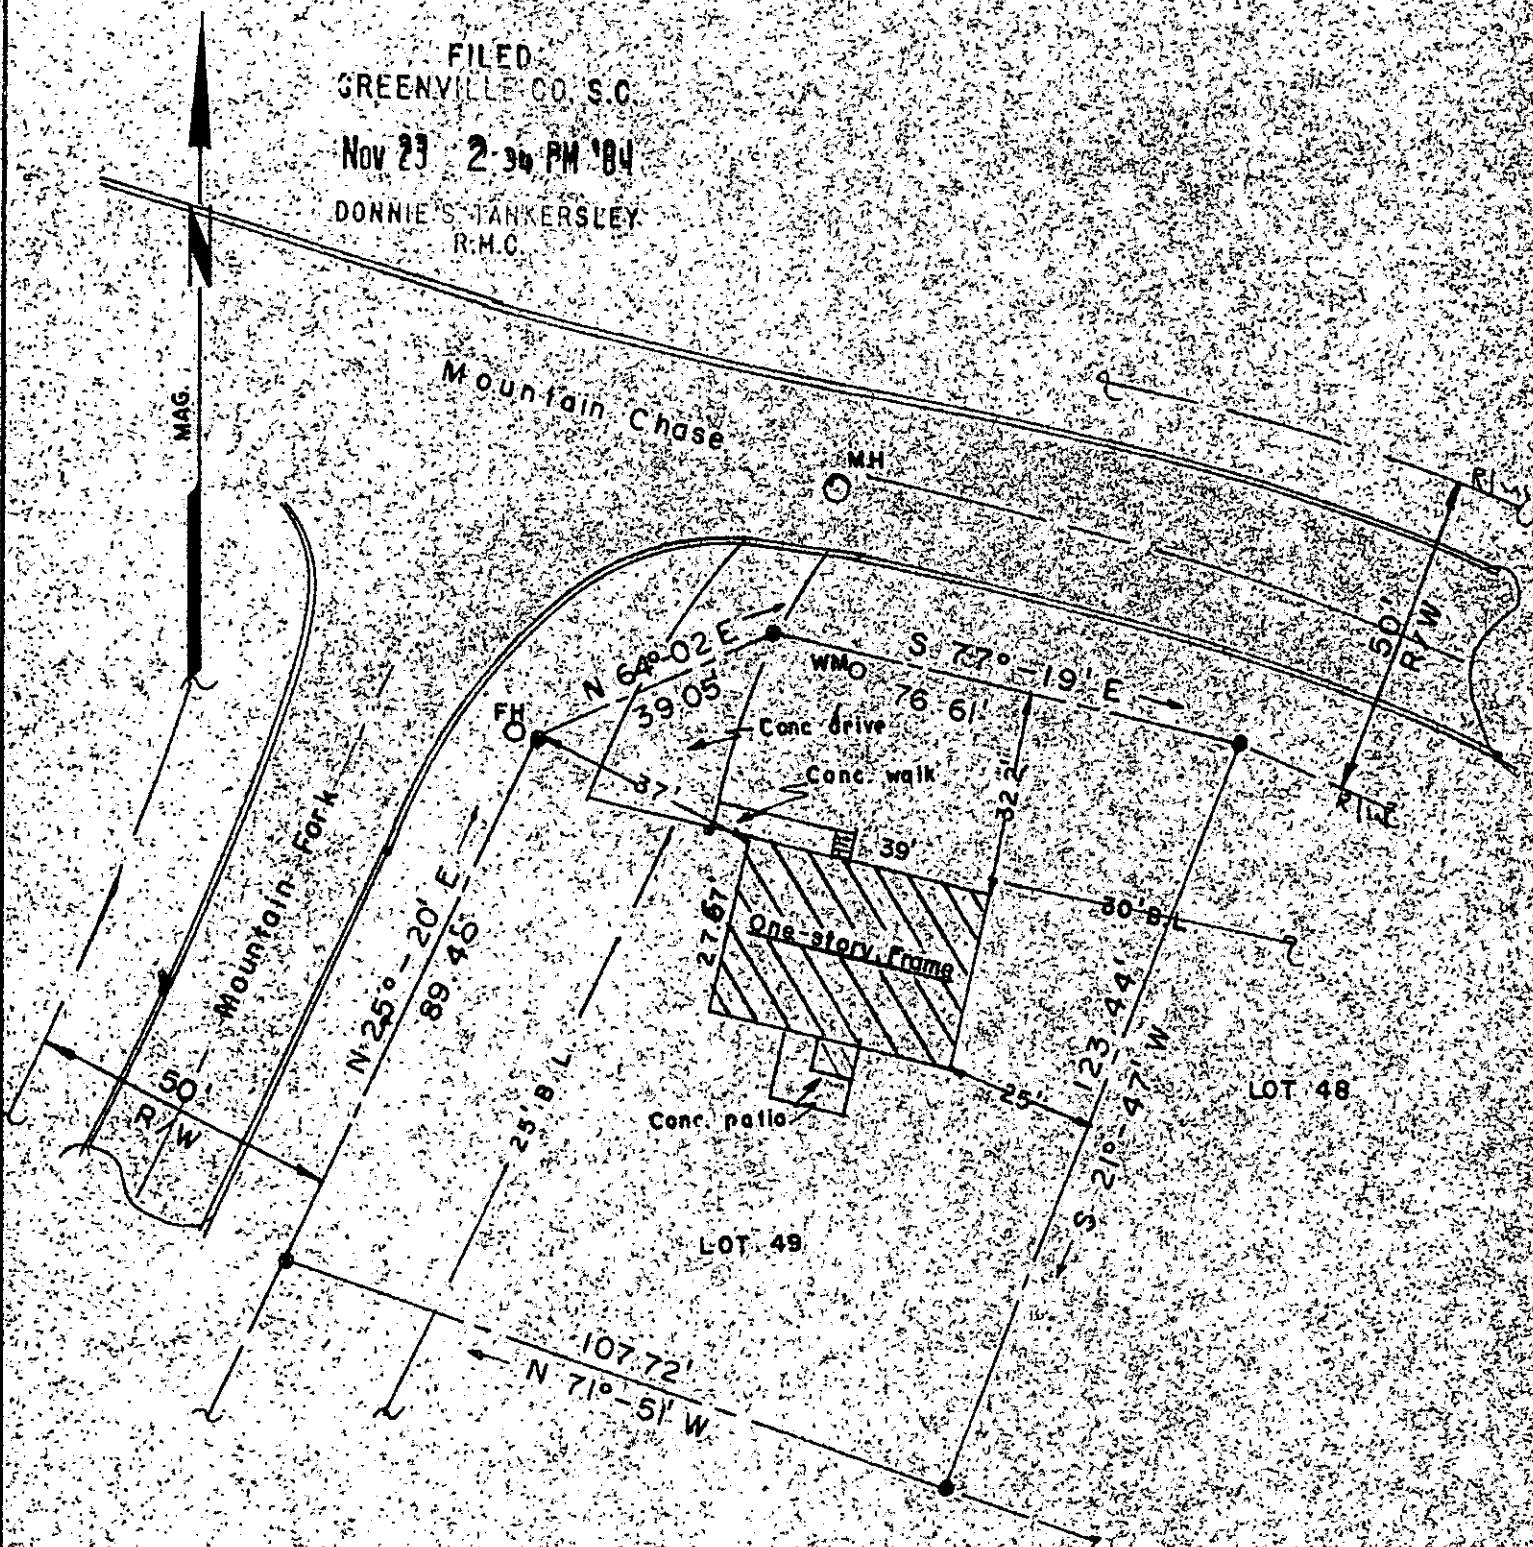 FILED
GREENVILLE CO. S.C.
Nov 23 2:30 PM '84
DONNIE S. TANKERSLEY
R.M.C.
N
MAG.
Mountain Chase
MH
R/W
50'
R/W
N 64°-02 E
39.05
WM
S 77°-19' E
76 61'
FH
Conc drive
Conc. walk
37'
32.2'
R/W
39'
30' B L
27.67'
One-story Frame
Mountain Fork
N 25°-20' E
89.45
25' B L
Conc. patio
25'
123.44'
S 21°-47' W
LOT 48
50'
R/W
LOT 49
107.72'
N 71°-51' W